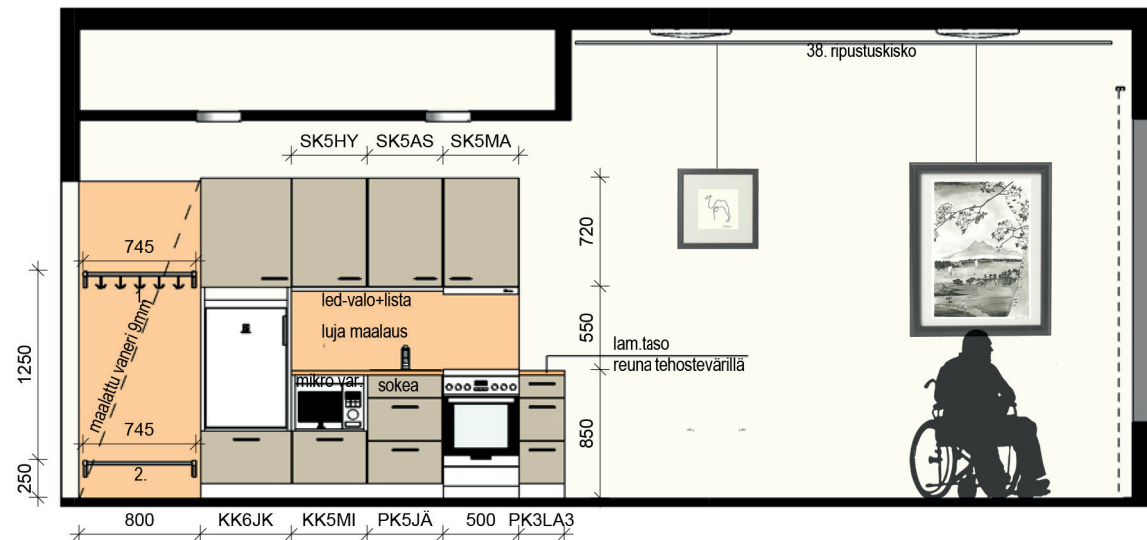 38. ripustuskisko
SK5HY
SK5AS
SK5MA
745
1.
maalattu vaneri 9mm
1250
led-valo+lista
luja maalaus
720
550
lam.taso
reuna tehostevärillä
mikro var.
sokea
850
745
2.
250
800
KK6JK
KK5MI
PK5JÄ
500
PK3LA3